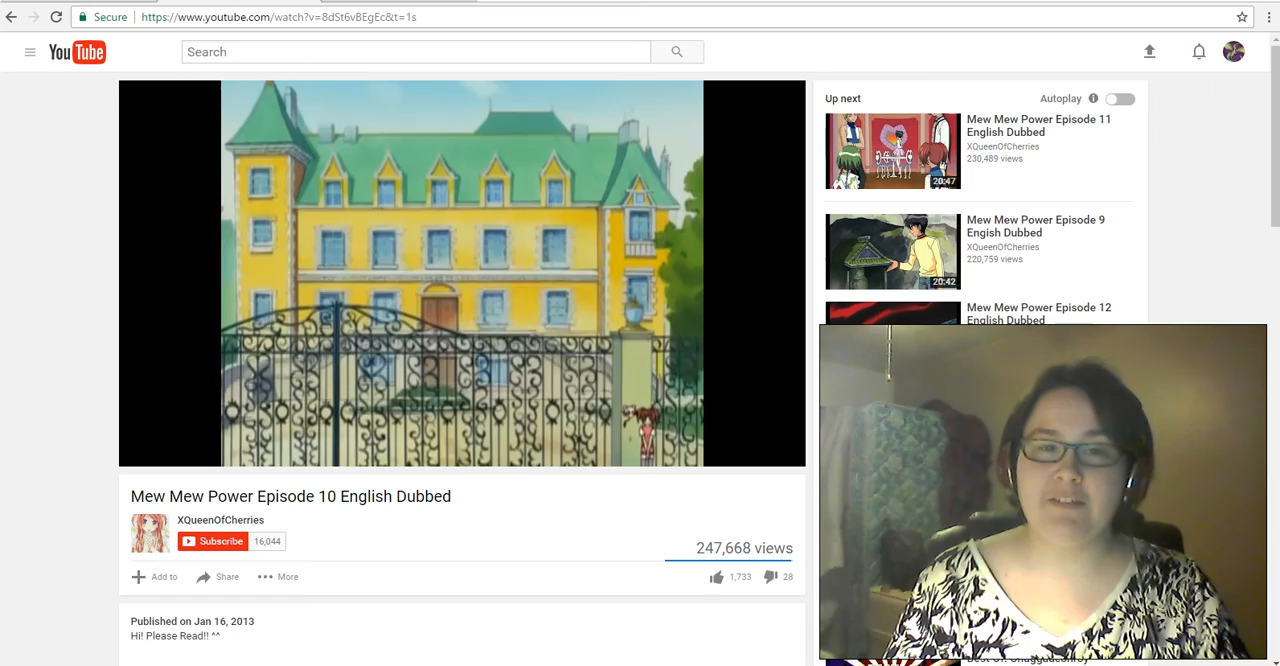 Secure https://www.youtube.com/watch?v=8dSt6vBEgEc&t=1s
YouTube
Search
Up next
Autoplay
Mew Mew Power Episode 11
English Dubbed
XQueenOfCherries
230,489 views
20:47
Mew Mew Power Episode 9
Engish Dubbed
XQueenOfCherries
220,759 views
20:42
Mew Mew Power Episode 12
English Dubbed
Mew Mew Power Episode 10 English Dubbed
XQueenOfCherries
Subscribe 16,044
247,668 views
Add to Share More
1,733 28
Published on Jan 16, 2013
Hi! Please Read!! ^^